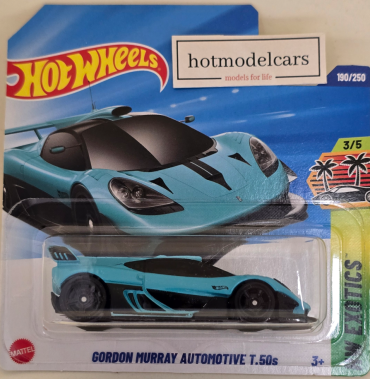 HOT WHEELS
hotmodelcars
models for life
190/250
3/5
EXOTICS
MATTEL
GORDON MURRAY AUTOMOTIVE T.50s
3+